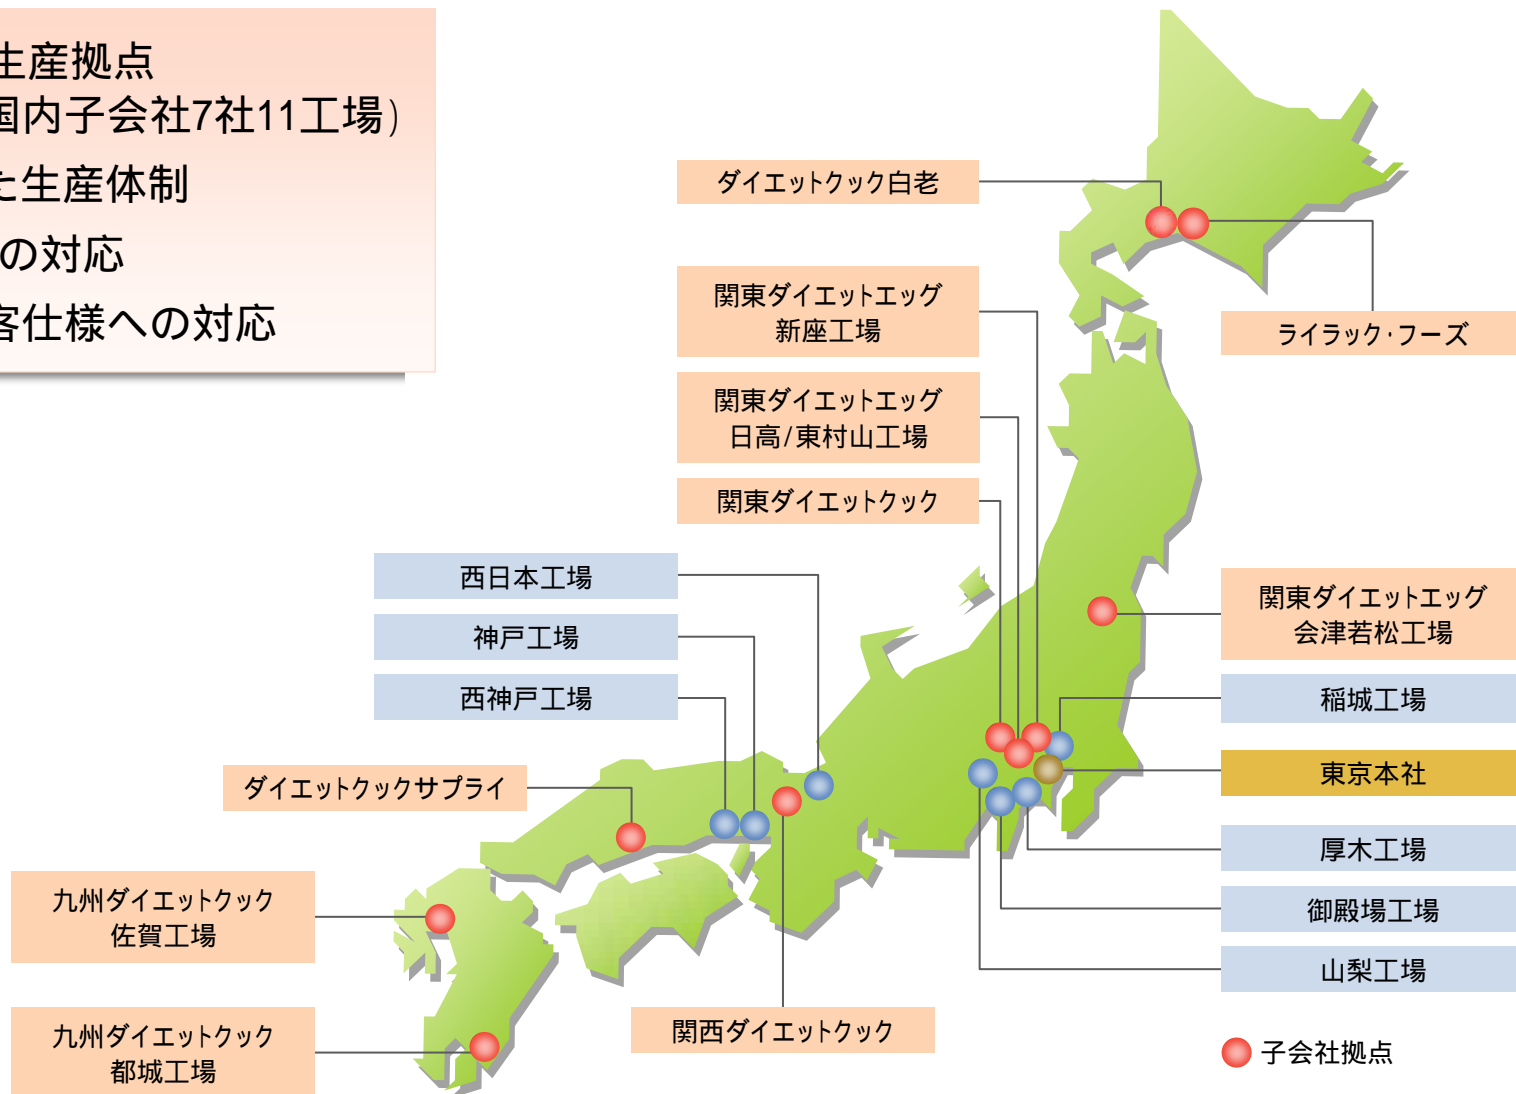 生産拠点
国内子会社7社11工場)
た生産体制
の対応
客仕様への対応
ダイエットクック白老
関東ダイエットエッグ
新座工場
ライラック・フーズ
関東ダイエットエッグ
日高/東村山工場
関東ダイエットクック
西日本工場
神戸工場
西神戸工場
関東ダイエットエッグ
会津若松工場
稲城工場
東京本社
ダイエットクックサプライ
厚木工場
九州ダイエットクック
佐賀工場
御殿場工場
山梨工場
関西ダイエットクック
九州ダイエットクック
都城工場
子会社拠点